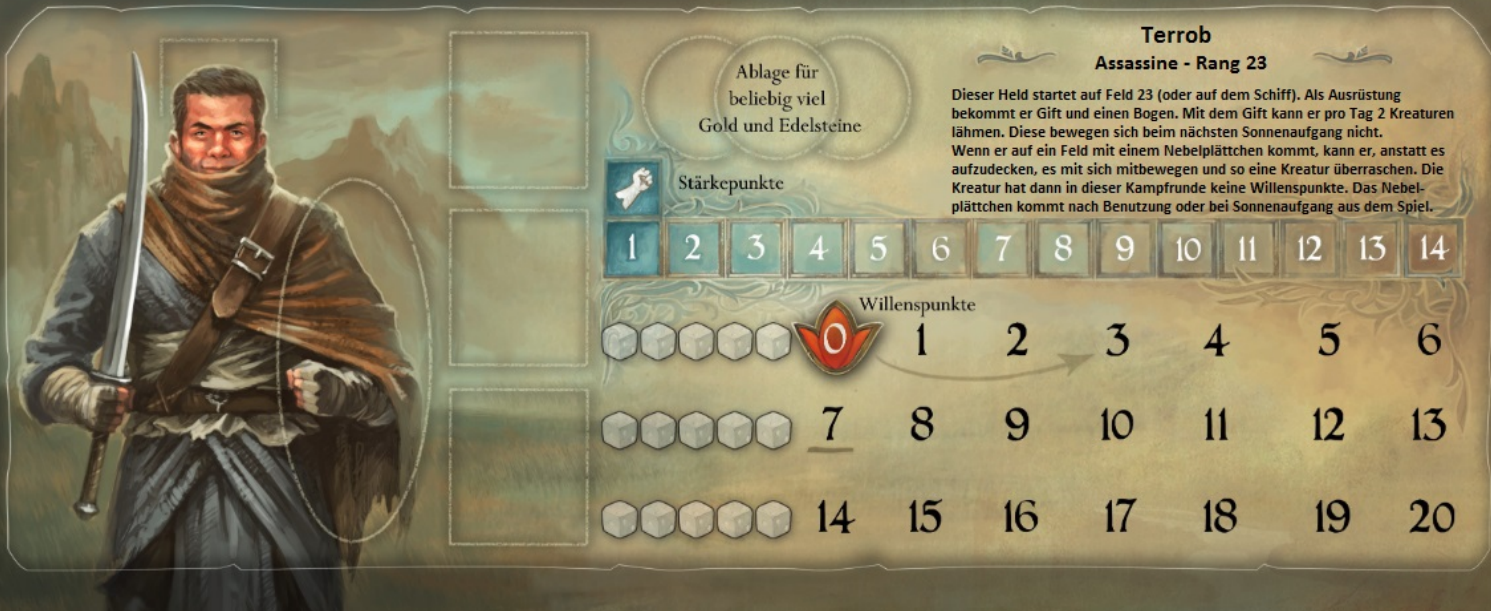 Terrob
Assassine - Rang 23
Dieser Held startet auf Feld 23 (oder auf dem Schiff). Als Ausrüstung
bekommt er Gift und einen Bogen. Mit dem Gift kann er pro Tag 2 Kreaturen
lähmen. Diese bewegen sich beim nächsten Sonnenaufgang nicht.
Wenn er auf ein Feld mit einem Nebelplättchen kommt, kann er, anstatt es
aufzudecken, es mit sich mitbewegen und so eine Kreatur überraschen. Die
Kreatur hat dann in dieser Kampfrunde keine Willenspunkte. Das Nebel-
plättchen kommt nach Benutzung oder bei Sonnenaufgang aus dem Spiel.
Ablage für
beliebig viel
Gold und Edelsteine
Stärkepunkte
1 2 3 4 5 6 7 8 9 10 11 12 13 14
Willenspunkte
0 1 2 3 4 5 6
7 8 9 10 11 12 13
14 15 16 17 18 19 20